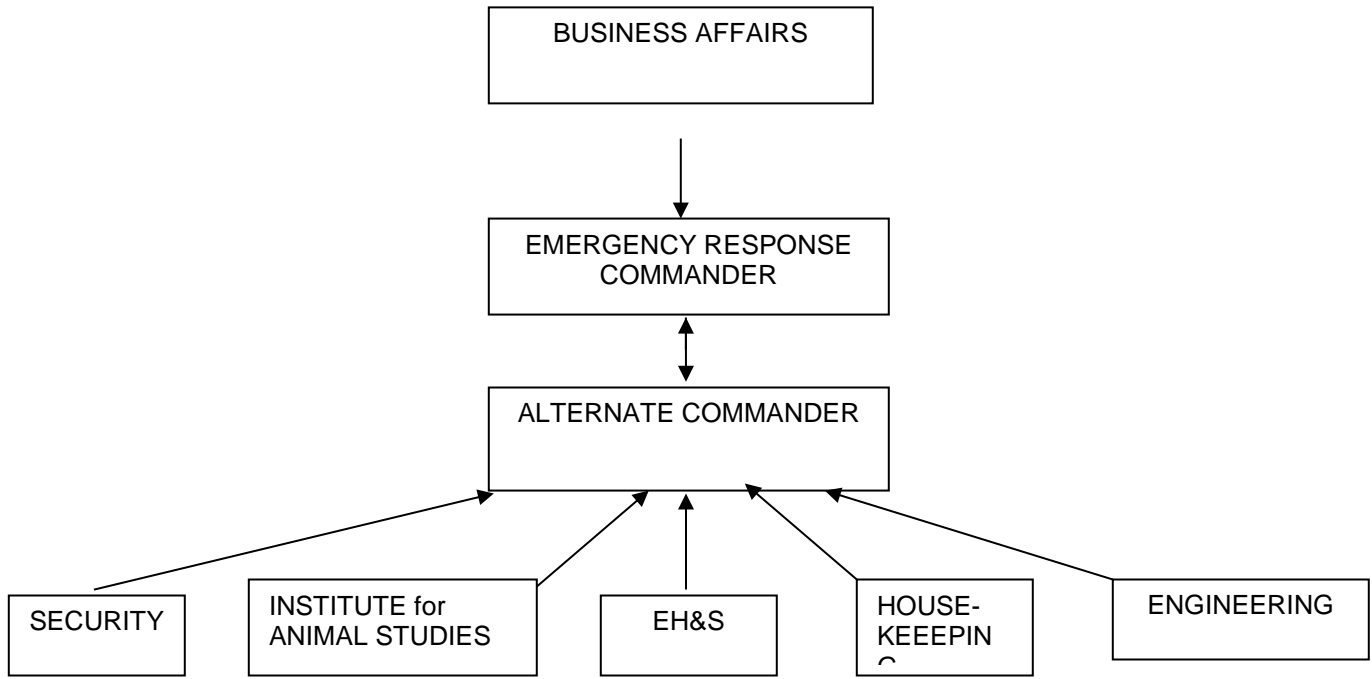 BUSINESS AFFAIRS
EMERGENCY RESPONSE
COMMANDER
ALTERNATE COMMANDER
SECURITY
INSTITUTE for
ANIMAL STUDIES
EH&S
HOUSE-
KEEEPIN
ENGINEERING